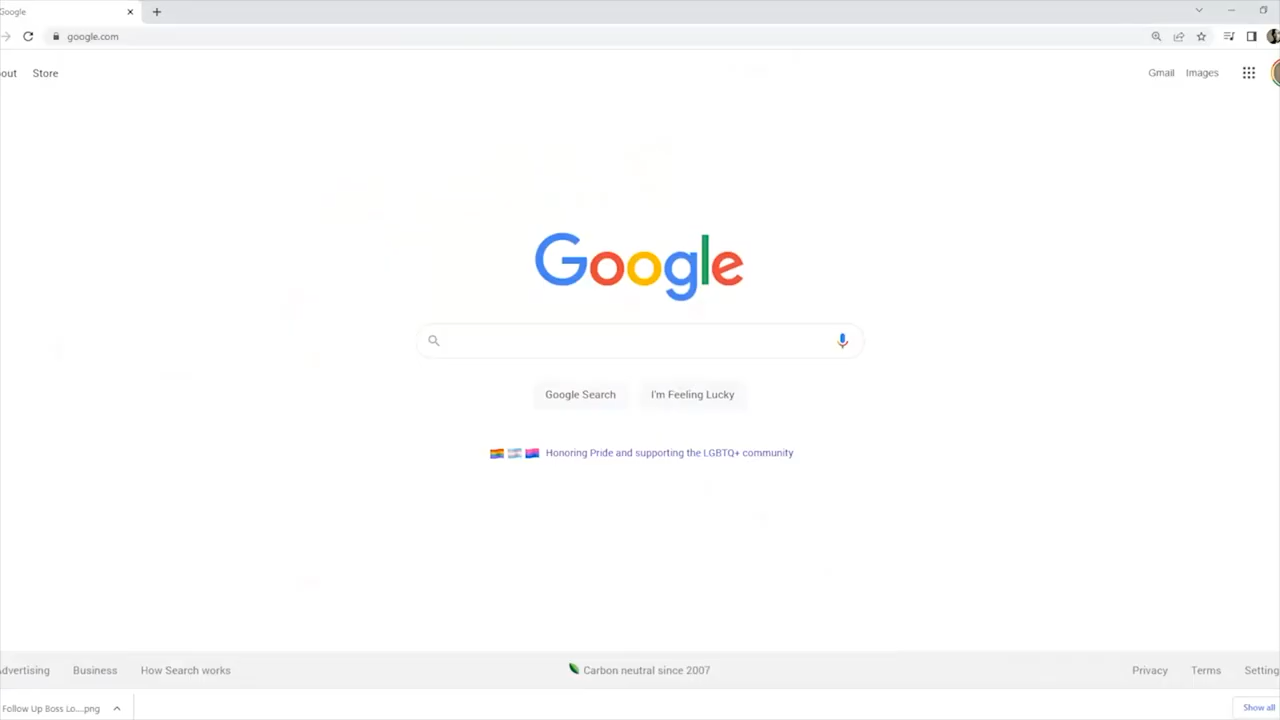 Google
google.com
out Store Gmail Images
Google
Google Search I'm Feeling Lucky
Honoring Pride and supporting the LGBTQ+ community
dvertising Business How Search works Carbon neutral since 2007 Privacy Terms Setting
Follow Up Boss Lo....png Show all